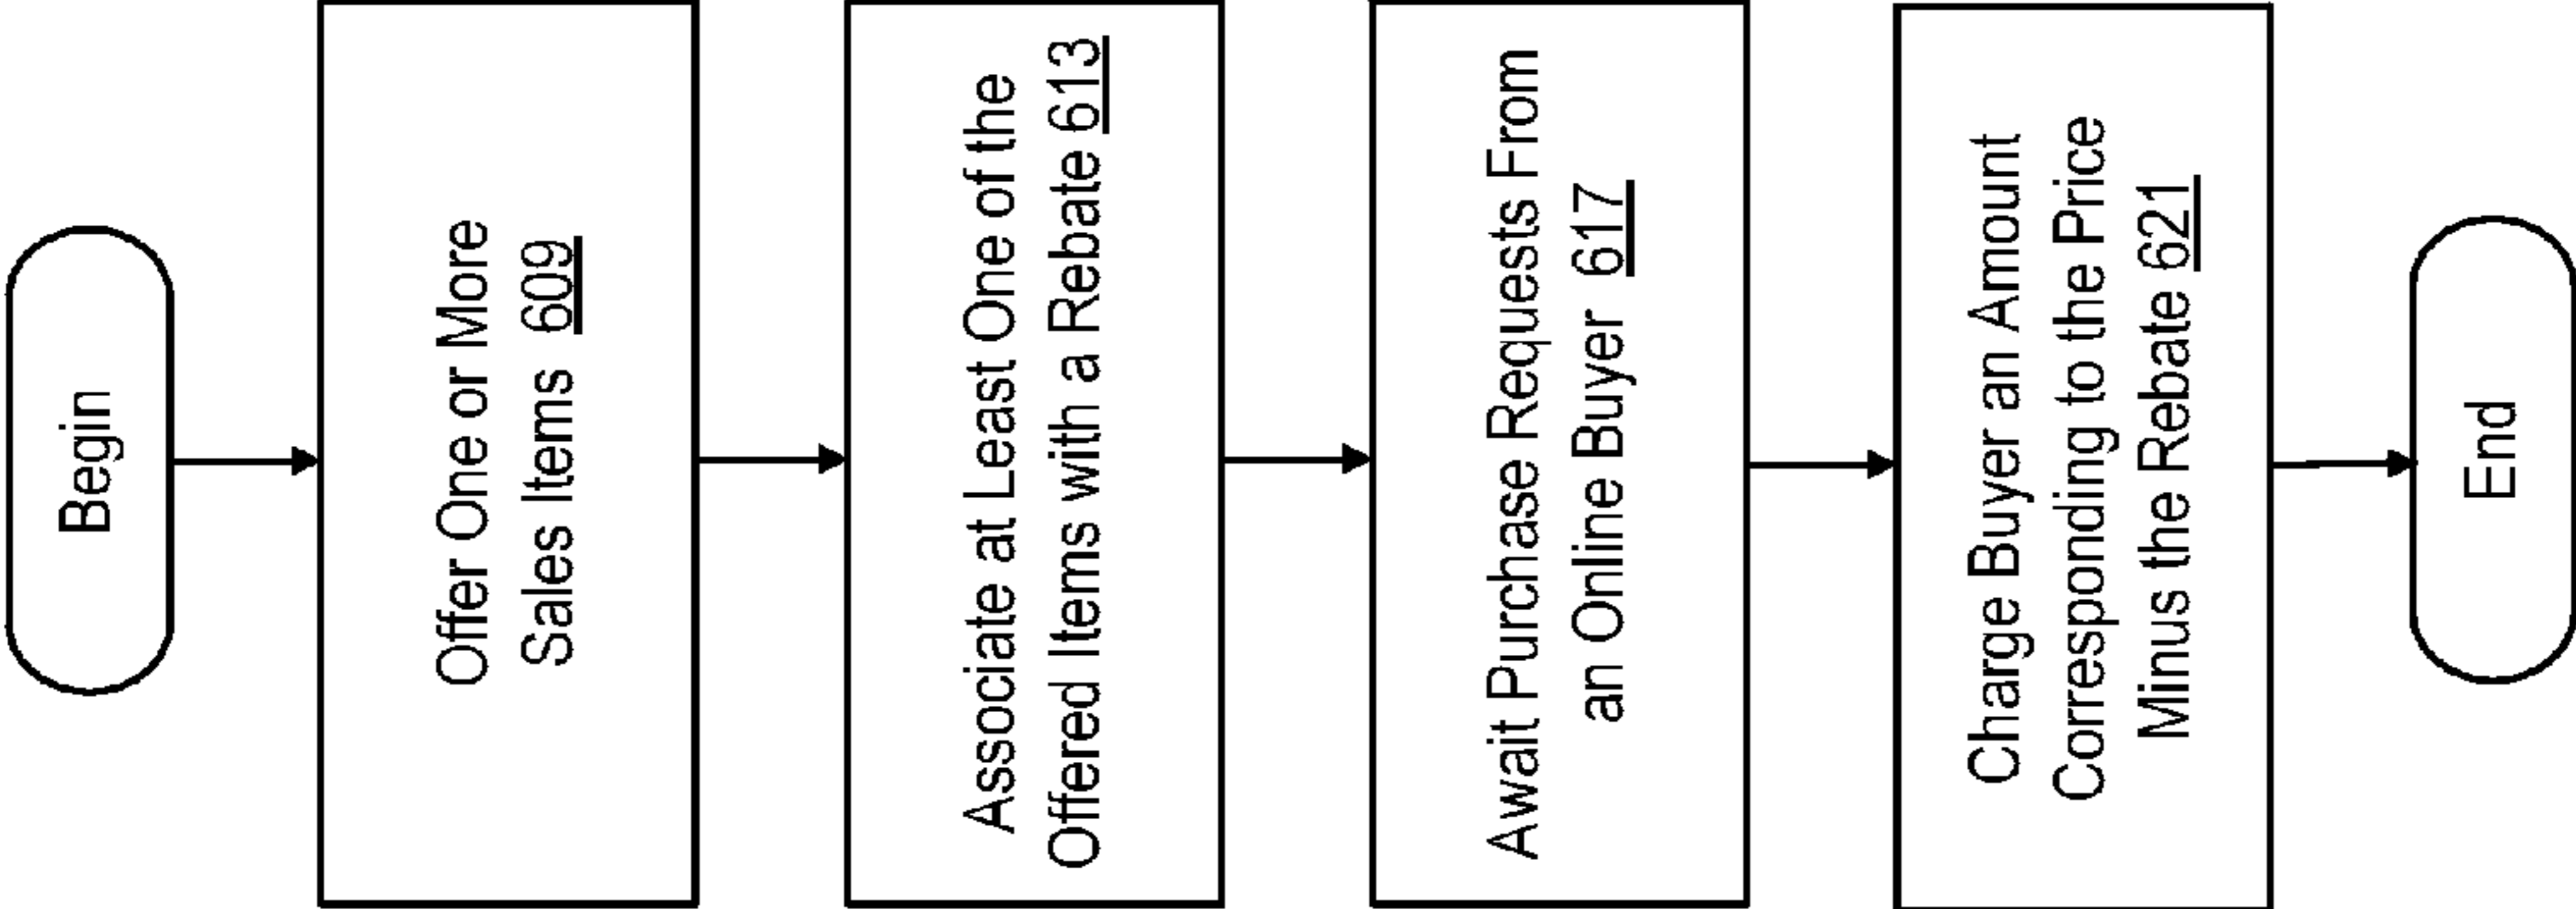 Begin
Offer One or More
Sales Items 609
Associate at Least One of the
Offered Items with a Rebate 613
Await Purchase Requests From
an Online Buyer 617
Charge Buyer an Amount
Corresponding to the Price
Minus the Rebate 621
End